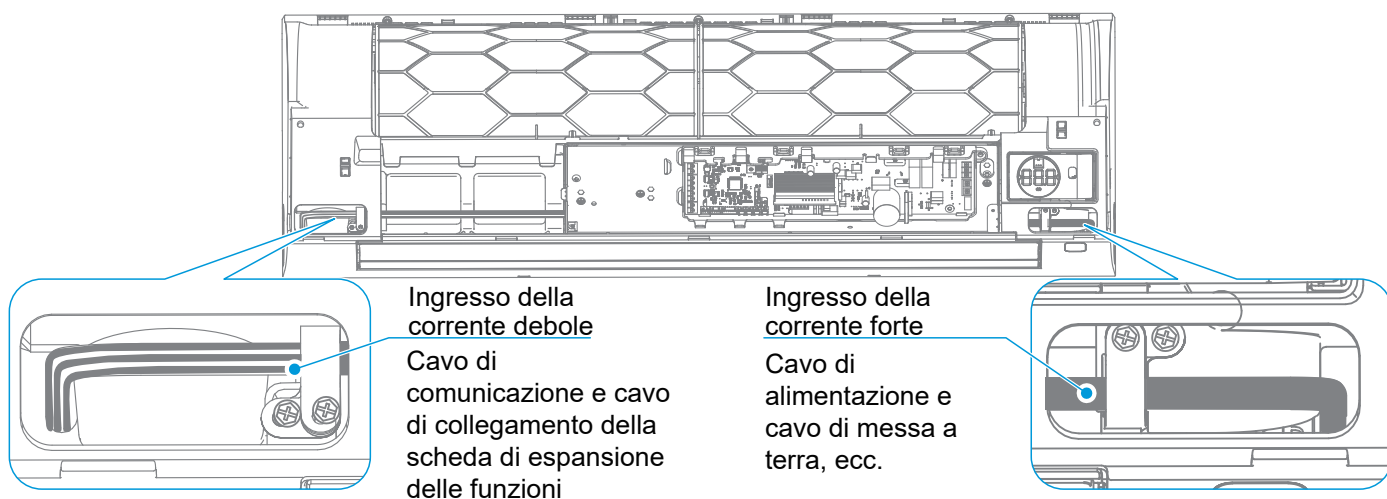 Ingresso della
corrente debole
Cavo di
comunicazione e cavo
di collegamento della
scheda di espansione
delle funzioni
Ingresso della
corrente forte
Cavo di
alimentazione e
cavo di messa a
terra, ecc.